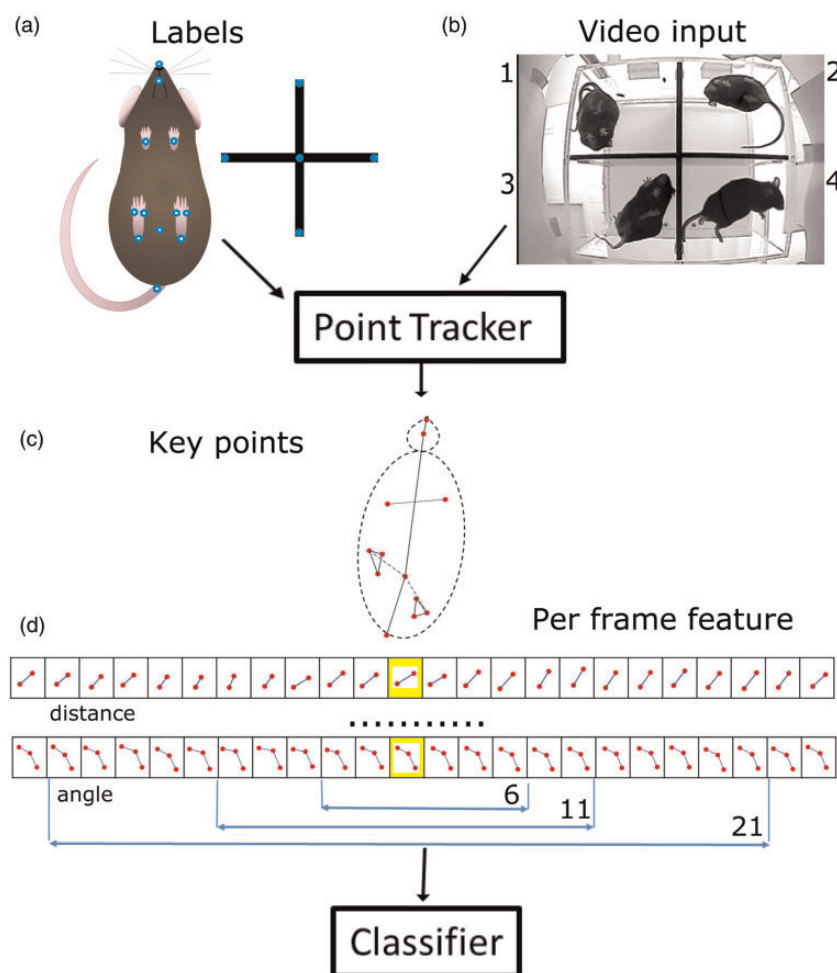 (a)
Labels
(b)
Video input
1
2
3
4
Point Tracker
(c)
Key points
(d)
Per frame feature
distance
angle
6
11
21
Classifier